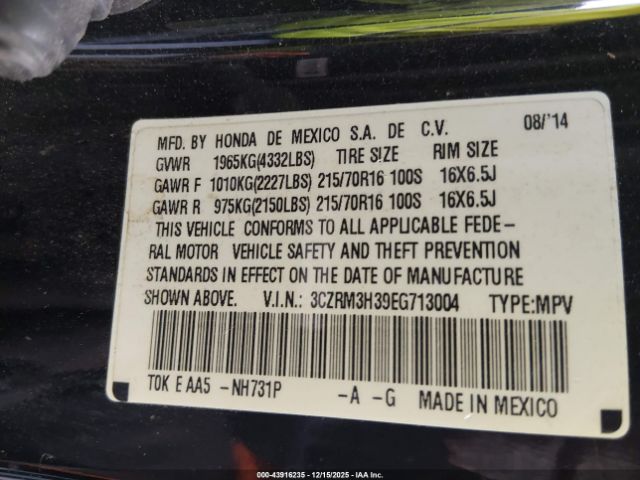 MFD. BY HONDA DE MEXICO S.A. DE C.V. 08/'14
GVWR 1965KG(4332LBS) TIRE SIZE RIM SIZE
GAWR F 1010KG(2227LBS) 215/70R16 100S 16X6.5J
GAWR R 975KG(2150LBS) 215/70R16 100S 16X6.5J
THIS VEHICLE CONFORMS TO ALL APPLICABLE FEDE-
RAL MOTOR VEHICLE SAFETY AND THEFT PREVENTION
STANDARDS IN EFFECT ON THE DATE OF MANUFACTURE
SHOWN ABOVE. V.I.N.: 3CZRM3H39EG713004 TYPE:MPV
T0K E AA5 -NH731P -A -G MADE IN MEXICO
000-43916235 - 12/15/2025 - IAA Inc.